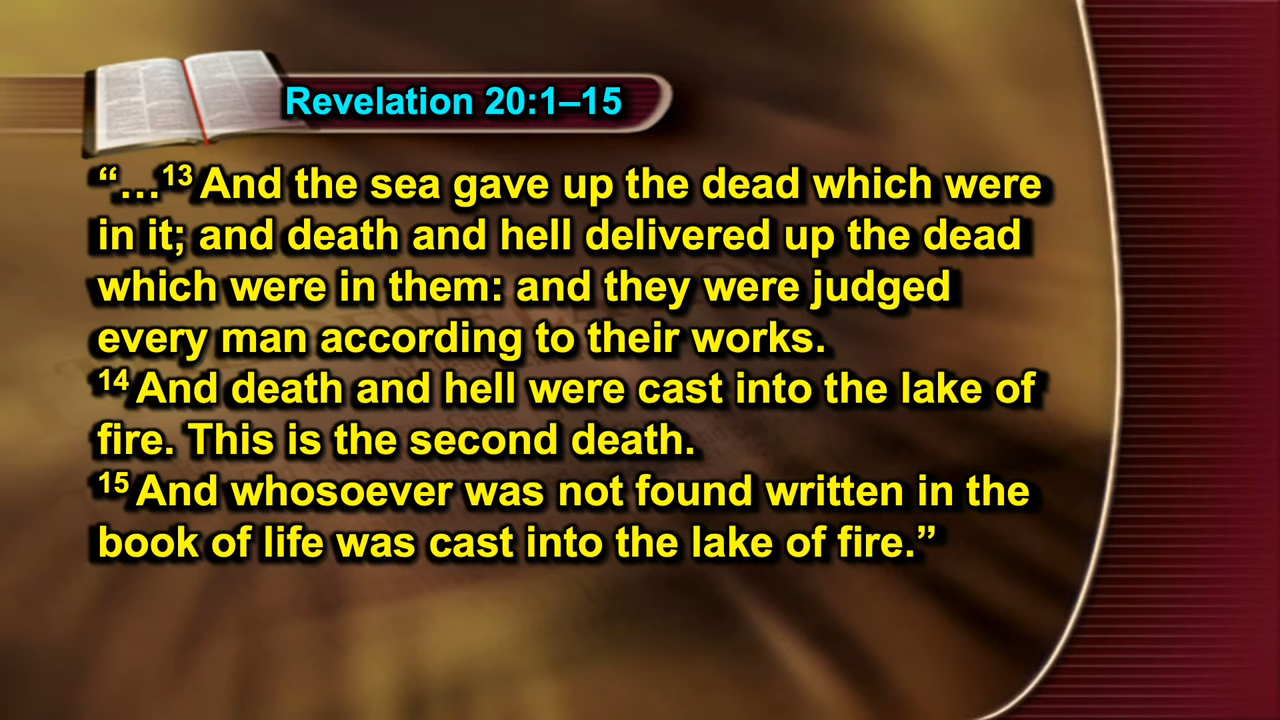 Revelation 20:1–15
“…13 And the sea gave up the dead which were
in it; and death and hell delivered up the dead
which were in them: and they were judged
every man according to their works.
14 And death and hell were cast into the lake of
fire. This is the second death.
15 And whosoever was not found written in the
book of life was cast into the lake of fire.”